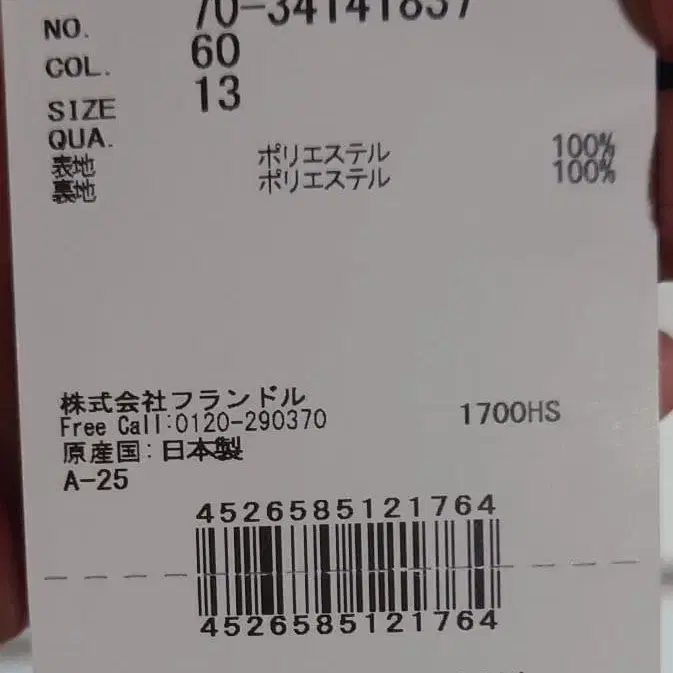 NO. 70-34141837
COL. 60
SIZE 13
QUA.
表地 ポリエステル 100%
裏地 ポリエステル 100%
株式会社フランドル
Free Call:0120-290370 1700HS
原産国:日本製
A-25
4526585121764
4526585121764